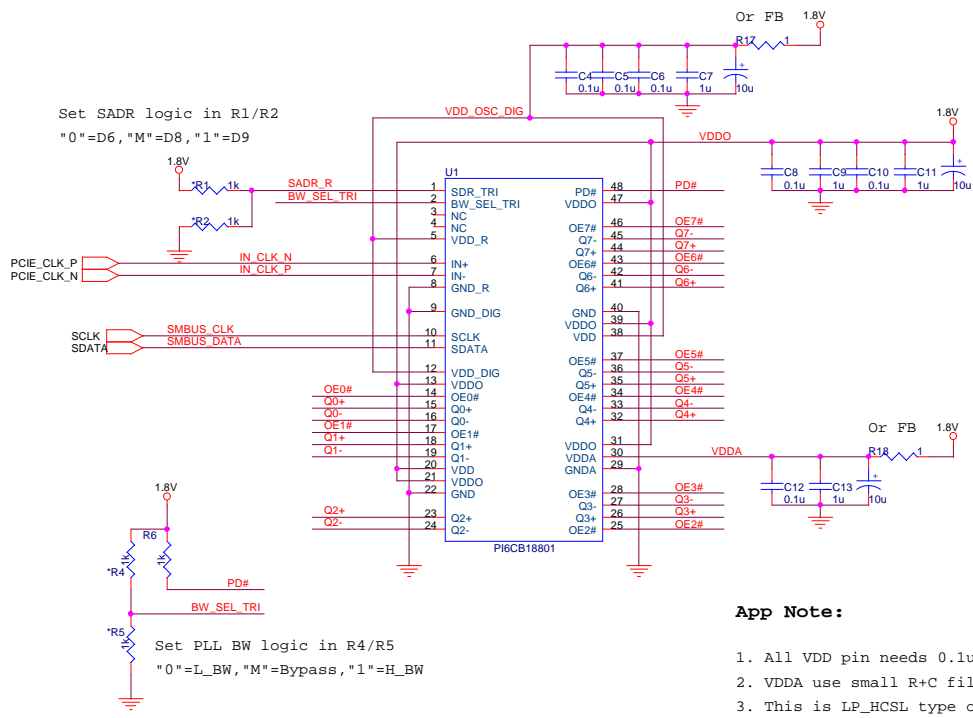 Or FB
1.8V
R17
1
C4
0.1u
C5
0.1u
C6
0.1u
C7
1u
10u
VDD_OSC_DIG
Set SADR logic in R1/R2
"0"=D6,"M"=D8,"1"=D9
1.8V
VDDO
1.8V
C8
0.1u
C9
1u
C10
0.1u
C11
1u
10u
*R1
1k
*R2
1k
SADR_R
BW_SEL_TRI
U1
1 SDR_TRI
2 BW_SEL_TRI
3 NC
4 NC
5 VDD_R
6 IN+
7 IN-
8 GND_R
9 GND_DIG
10 SCLK
11 SDATA
12 VDD_DIG
13 VDDO
14 OE0#
15 Q0+
16 Q0-
17 OE1#
18 Q1+
19 Q1-
20 VDD
21 VDDO
22 GND
23 Q2+
24 Q2-
PD# 48
VDDO 47
OE7# 46
Q7- 45
Q7+ 44
OE6# 43
Q6- 42
Q6+ 41
GND 40
VDDO 39
VDD 38
OE5# 37
Q5- 36
Q5+ 35
OE4# 34
Q4- 33
Q4+ 32
VDDO 31
VDDA 30
GNDA 29
OE3# 28
Q3- 27
Q3+ 26
OE2# 25
PI6CB18801
PCIE_CLK_P
PCIE_CLK_N
IN_CLK_N
IN_CLK_P
SCLK
SDATA
SMBUS_CLK
SMBUS_DATA
OE0#
Q0+
Q0-
OE1#
Q1+
Q1-
Q2+
Q2-
PD#
OE7#
Q7-
Q7+
OE6#
Q6-
Q6+
OE5#
Q5-
Q5+
OE4#
Q4-
Q4+
OE3#
Q3-
Q3+
OE2#
Or FB
1.8V
R18
1
VDDA
C12
0.1u
C13
1u
10u
1.8V
R6
1k
*R4
1k
PD#
BW_SEL_TRI
*R5
1k
Set PLL BW logic in R4/R5
"0"=L_BW,"M"=Bypass,"1"=H_BW
App Note:
1. All VDD pin needs 0.1u
2. VDDA use small R+C fil
3. This is LP_HCSL type